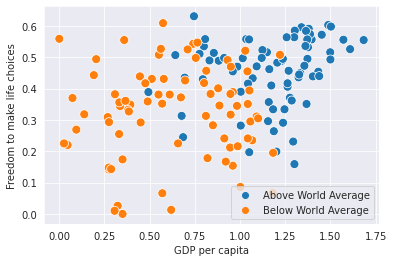 0.6
0.5
0.4
0.3
0.2
0.1
0.0
Freedom to make life choices
Above World Average
Below World Average
0.00 0.25 0.50 0.75 1.00 1.25 1.50 1.75
GDP per capita